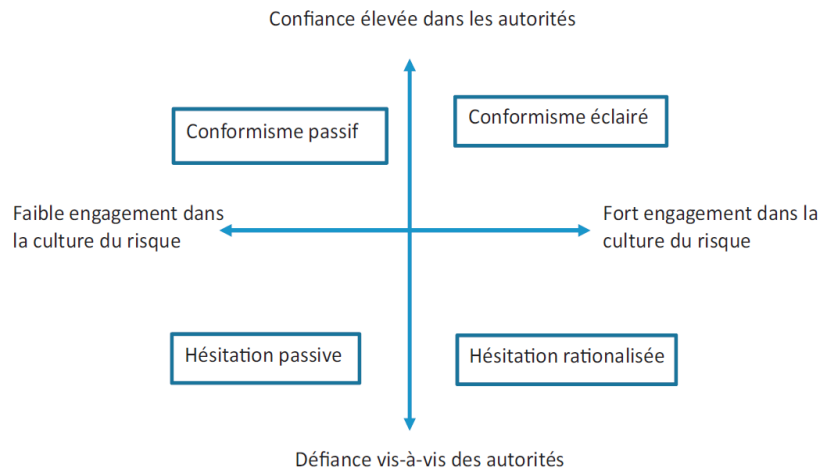 Confiance élevée dans les autorités
Conformisme passif
Conformisme éclairé
Faible engagement dans
la culture du risque
Fort engagement dans la
culture du risque
Hésitation passive
Hésitation rationalisée
Défiance vis-à-vis des autorités